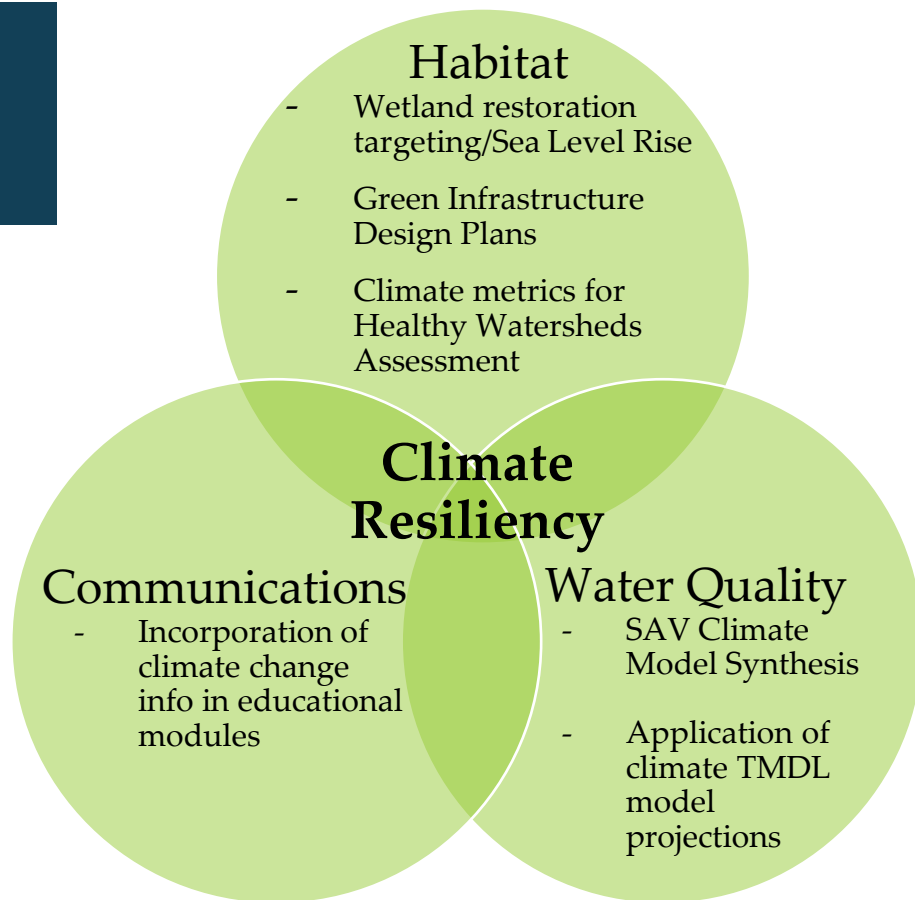 Habitat
- Wetland restoration
targeting/Sea Level Rise
- Green Infrastructure
Design Plans
- Climate metrics for
Healthy Watersheds
Assessment
Climate
Resiliency
Communications
- Incorporation of
climate change
info in educational
modules
Water Quality
- SAV Climate
Model Synthesis
- Application of
climate TMDL
model
projections